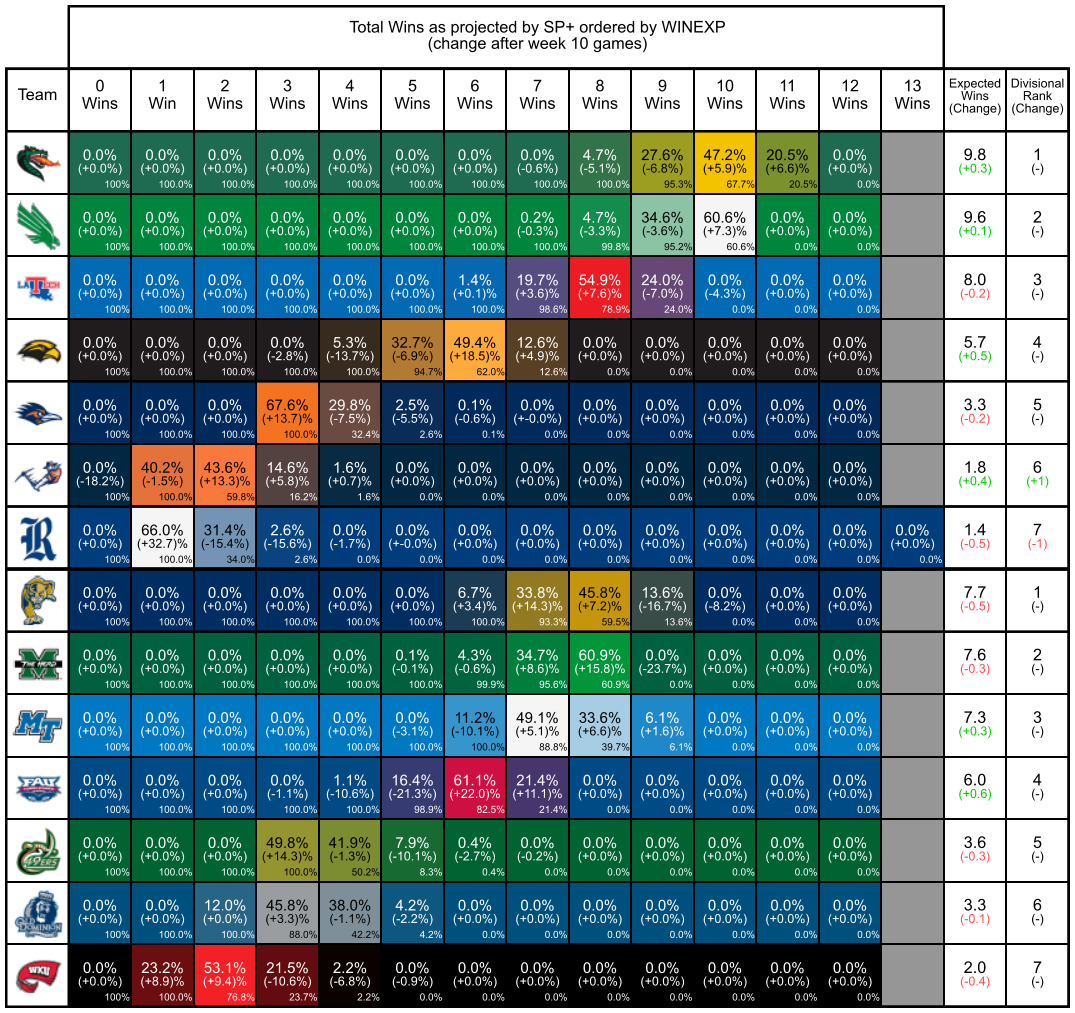 Total Wins as projected by SP+ ordered by WINEXP
(change after week 10 games)
Team 0 Wins 1 Win 2 Wins 3 Wins 4 Wins 5 Wins 6 Wins 7 Wins 8 Wins 9 Wins 10 Wins 11 Wins 12 Wins 13 Wins Expected Wins (Change) Divisional Rank (Change)
0.0% 0.0% 0.0% 0.0% 0.0% 0.0% 0.0% 0.0% 4.7% 27.6% 47.2% 20.5% 0.0% 9.8 1
(+0.0%) (+0.0%) (+0.0%) (+0.0%) (+0.0%) (+0.0%) (+0.0%) (-0.6%) (-5.1%) (-6.8%) (+5.9)% (+6.6)% (+0.0%) (+0.3) (-)
100% 100.0% 100.0% 100.0% 100.0% 100.0% 100.0% 100.0% 100.0% 95.3% 67.7% 20.5% 0.0%
0.0% 0.0% 0.0% 0.0% 0.0% 0.0% 0.0% 0.2% 4.7% 34.6% 60.6% 0.0% 0.0% 9.6 2
(+0.0%) (+0.0%) (+0.0%) (+0.0%) (+0.0%) (+0.0%) (+0.0%) (-0.3%) (-3.3%) (-3.6%) (+7.3)% (+0.0%) (+0.0%) (+0.1) (-)
100% 100.0% 100.0% 100.0% 100.0% 100.0% 100.0% 100.0% 99.8% 95.2% 60.6% 0.0% 0.0%
LA TECH
0.0% 0.0% 0.0% 0.0% 0.0% 0.0% 1.4% 19.7% 54.9% 24.0% 0.0% 0.0% 0.0% 8.0 3
(+0.0%) (+0.0%) (+0.0%) (+0.0%) (+0.0%) (+0.0%) (+0.1)% (+3.6)% (+7.6)% (-7.0%) (-4.3%) (+0.0%) (+0.0%) (-0.2) (-)
100% 100.0% 100.0% 100.0% 100.0% 100.0% 100.0% 98.6% 78.9% 24.0% 0.0% 0.0% 0.0%
0.0% 0.0% 0.0% 0.0% 5.3% 32.7% 49.4% 12.6% 0.0% 0.0% 0.0% 0.0% 0.0% 5.7 4
(+0.0%) (+0.0%) (+0.0%) (-2.8%) (-13.7%) (-6.9%) (+18.5)% (+4.9)% (+0.0%) (+0.0%) (+0.0%) (+0.0%) (+0.0%) (+0.5) (-)
100% 100.0% 100.0% 100.0% 100.0% 94.7% 62.0% 12.6% 0.0% 0.0% 0.0% 0.0% 0.0%
0.0% 0.0% 0.0% 67.6% 29.8% 2.5% 0.1% 0.0% 0.0% 0.0% 0.0% 0.0% 0.0% 3.3 5
(+0.0%) (+0.0%) (+0.0%) (+13.7)% (-7.5%) (-5.5%) (-0.6%) (+-0.0%) (+0.0%) (+0.0%) (+0.0%) (+0.0%) (+0.0%) (-0.2) (-)
100% 100.0% 100.0% 100.0% 32.4% 2.6% 0.1% 0.0% 0.0% 0.0% 0.0% 0.0% 0.0%
0.0% 40.2% 43.6% 14.6% 1.6% 0.0% 0.0% 0.0% 0.0% 0.0% 0.0% 0.0% 0.0% 1.8 6
(-18.2%) (-1.5%) (+13.3)% (+5.8)% (+0.7)% (+0.0%) (+0.0%) (+0.0%) (+0.0%) (+0.0%) (+0.0%) (+0.0%) (+0.0%) (+0.4) (+1)
100% 100.0% 59.8% 16.2% 1.6% 0.0% 0.0% 0.0% 0.0% 0.0% 0.0% 0.0% 0.0%
R
0.0% 66.0% 31.4% 2.6% 0.0% 0.0% 0.0% 0.0% 0.0% 0.0% 0.0% 0.0% 0.0% 0.0% 1.4 7
(+0.0%) (+32.7)% (-15.4%) (-15.6%) (-1.7%) (+-0.0%) (+0.0%) (+0.0%) (+0.0%) (+0.0%) (+0.0%) (+0.0%) (+0.0%) (+0.0%) (-0.5) (-1)
100% 100.0% 34.0% 2.6% 0.0% 0.0% 0.0% 0.0% 0.0% 0.0% 0.0% 0.0% 0.0% 0.0%
0.0% 0.0% 0.0% 0.0% 0.0% 0.0% 6.7% 33.8% 45.8% 13.6% 0.0% 0.0% 0.0% 7.7 1
(+0.0%) (+0.0%) (+0.0%) (+0.0%) (+0.0%) (+0.0%) (+3.4)% (+14.3)% (+7.2)% (-16.7%) (-8.2%) (+0.0%) (+0.0%) (-0.5) (-)
100% 100.0% 100.0% 100.0% 100.0% 100.0% 100.0% 93.3% 59.5% 13.6% 0.0% 0.0% 0.0%
M THE HERD
0.0% 0.0% 0.0% 0.0% 0.0% 0.1% 4.3% 34.7% 60.9% 0.0% 0.0% 0.0% 0.0% 7.6 2
(+0.0%) (+0.0%) (+0.0%) (+0.0%) (+0.0%) (-0.1%) (-0.6%) (+8.6)% (+15.8)% (-23.7%) (+0.0%) (+0.0%) (+0.0%) (-0.3) (-)
100% 100.0% 100.0% 100.0% 100.0% 100.0% 99.9% 95.6% 60.9% 0.0% 0.0% 0.0% 0.0%
MT
0.0% 0.0% 0.0% 0.0% 0.0% 0.0% 11.2% 49.1% 33.6% 6.1% 0.0% 0.0% 0.0% 7.3 3
(+0.0%) (+0.0%) (+0.0%) (+0.0%) (+0.0%) (-3.1%) (-10.1%) (+5.1)% (+6.6)% (+1.6)% (+0.0%) (+0.0%) (+0.0%) (+0.3) (-)
100% 100.0% 100.0% 100.0% 100.0% 100.0% 100.0% 88.8% 39.7% 6.1% 0.0% 0.0% 0.0%
FAU
0.0% 0.0% 0.0% 0.0% 1.1% 16.4% 61.1% 21.4% 0.0% 0.0% 0.0% 0.0% 0.0% 6.0 4
(+0.0%) (+0.0%) (+0.0%) (-1.1%) (-10.6%) (-21.3%) (+22.0)% (+11.1)% (+0.0%) (+0.0%) (+0.0%) (+0.0%) (+0.0%) (+0.6) (-)
100% 100.0% 100.0% 100.0% 100.0% 98.9% 82.5% 21.4% 0.0% 0.0% 0.0% 0.0% 0.0%
49ERS
0.0% 0.0% 0.0% 49.8% 41.9% 7.9% 0.4% 0.0% 0.0% 0.0% 0.0% 0.0% 0.0% 3.6 5
(+0.0%) (+0.0%) (+0.0%) (+14.3)% (-1.3%) (-10.1%) (-2.7%) (-0.2%) (+0.0%) (+0.0%) (+0.0%) (+0.0%) (+0.0%) (-0.3) (-)
100% 100.0% 100.0% 100.0% 50.2% 8.3% 0.4% 0.0% 0.0% 0.0% 0.0% 0.0% 0.0%
DOMINION
0.0% 0.0% 12.0% 45.8% 38.0% 4.2% 0.0% 0.0% 0.0% 0.0% 0.0% 0.0% 0.0% 3.3 6
(+0.0%) (+0.0%) (+0.0)% (+3.3)% (-1.1%) (-2.2%) (+0.0%) (+0.0%) (+0.0%) (+0.0%) (+0.0%) (+0.0%) (+0.0%) (-0.1) (-)
100% 100.0% 100.0% 88.0% 42.2% 4.2% 0.0% 0.0% 0.0% 0.0% 0.0% 0.0% 0.0%
WKU
0.0% 23.2% 53.1% 21.5% 2.2% 0.0% 0.0% 0.0% 0.0% 0.0% 0.0% 0.0% 0.0% 2.0 7
(+0.0%) (+8.9)% (+9.4)% (-10.6%) (-6.8%) (-0.9%) (+0.0%) (+0.0%) (+0.0%) (+0.0%) (+0.0%) (+0.0%) (+0.0%) (-0.4) (-)
100% 100.0% 76.8% 23.7% 2.2% 0.0% 0.0% 0.0% 0.0% 0.0% 0.0% 0.0% 0.0%